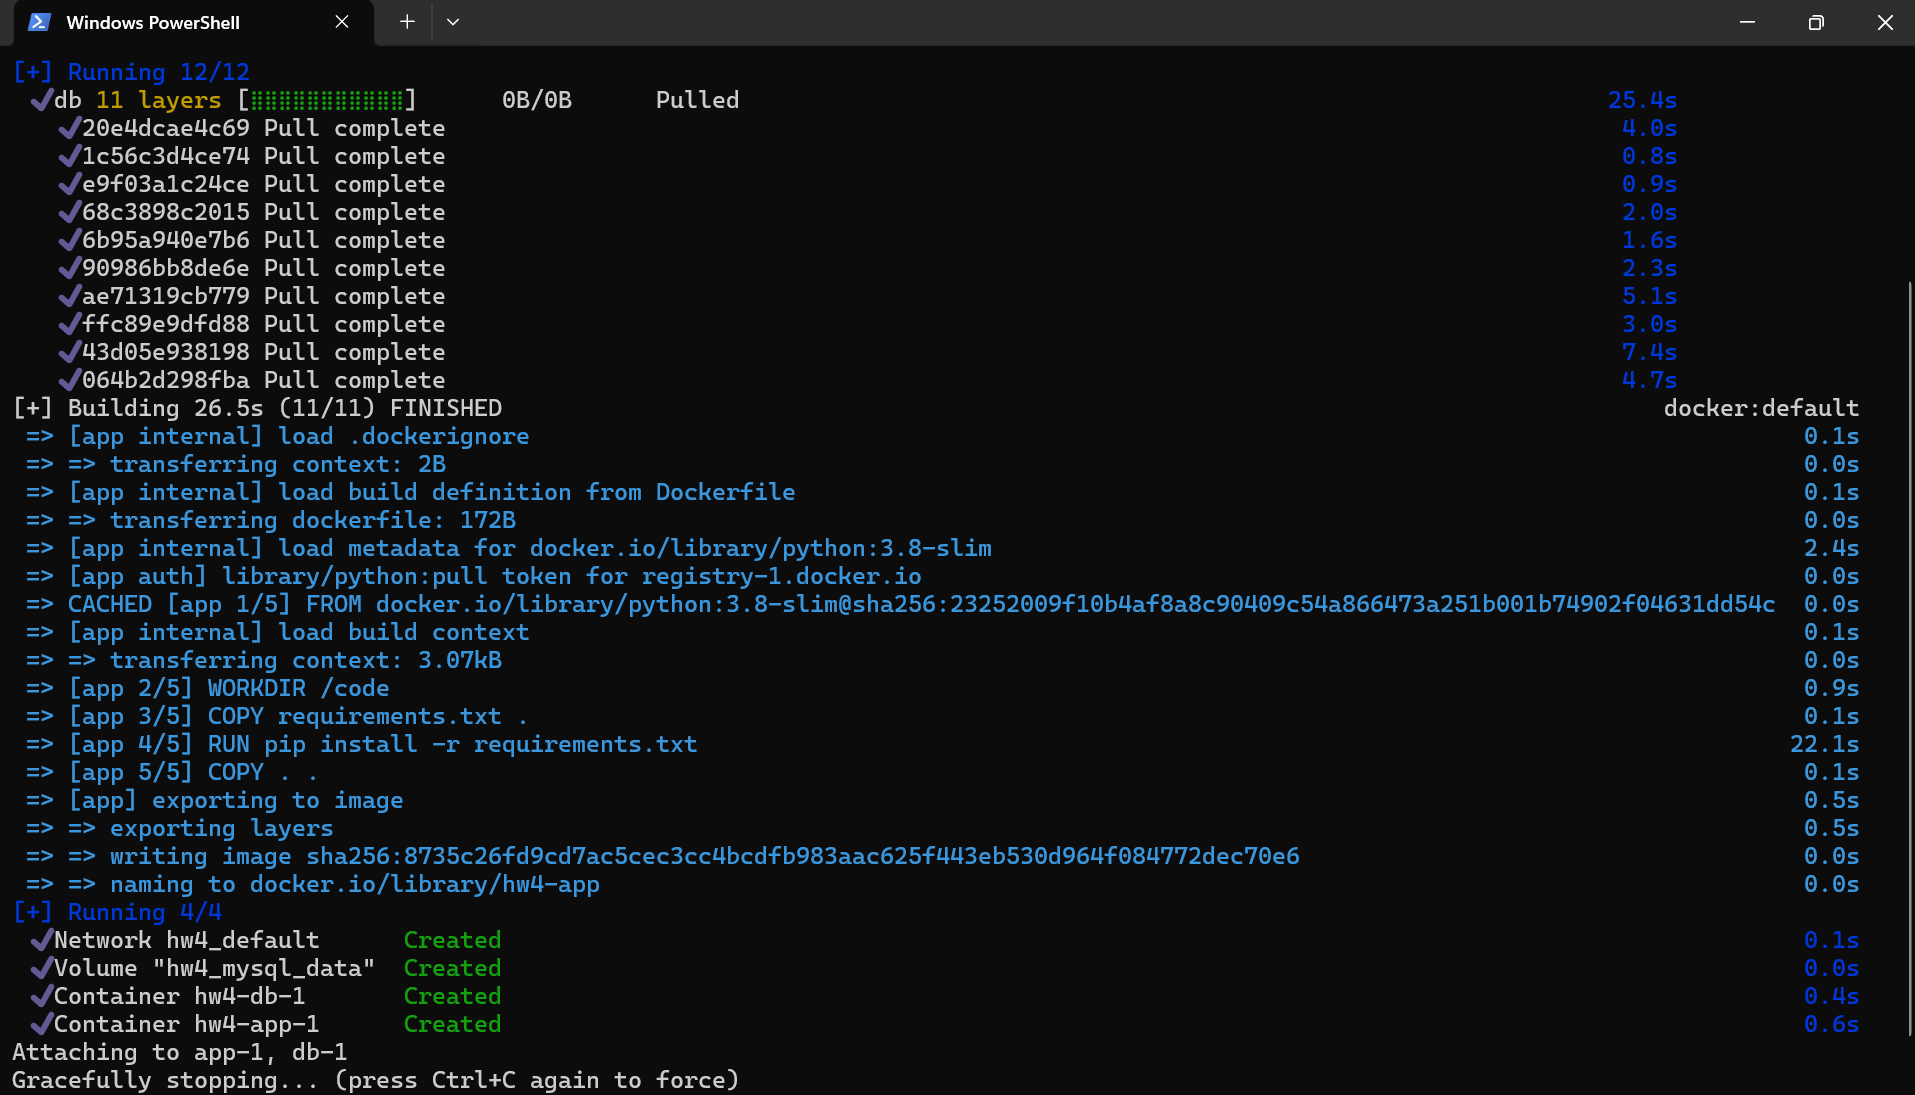 Windows PowerShell
[+] Running 12/12
✔db 11 layers [⣿⣿⣿⣿⣿⣿⣿⣿⣿⣿⣿] 0B/0B Pulled 25.4s
✔20e4dcae4c69 Pull complete 4.0s
✔1c56c3d4ce74 Pull complete 0.8s
✔e9f03a1c24ce Pull complete 0.9s
✔68c3898c2015 Pull complete 2.0s
✔6b95a940e7b6 Pull complete 1.6s
✔90986bb8de6e Pull complete 2.3s
✔ae71319cb779 Pull complete 5.1s
✔ffc89e9dfd88 Pull complete 3.0s
✔43d05e938198 Pull complete 7.4s
✔064b2d298fba Pull complete 4.7s
[+] Building 26.5s (11/11) FINISHED docker:default
=> [app internal] load .dockerignore 0.1s
=> => transferring context: 2B 0.0s
=> [app internal] load build definition from Dockerfile 0.1s
=> => transferring dockerfile: 172B 0.0s
=> [app internal] load metadata for docker.io/library/python:3.8-slim 2.4s
=> [app auth] library/python:pull token for registry-1.docker.io 0.0s
=> CACHED [app 1/5] FROM docker.io/library/python:3.8-slim@sha256:23252009f10b4af8a8c90409c54a866473a251b001b74902f04631dd54c 0.0s
=> [app internal] load build context 0.1s
=> => transferring context: 3.07kB 0.0s
=> [app 2/5] WORKDIR /code 0.9s
=> [app 3/5] COPY requirements.txt . 0.1s
=> [app 4/5] RUN pip install -r requirements.txt 22.1s
=> [app 5/5] COPY . . 0.1s
=> [app] exporting to image 0.5s
=> => exporting layers 0.5s
=> => writing image sha256:8735c26fd9cd7ac5cec3cc4bcdfb983aac625f443eb530d964f084772dec70e6 0.0s
=> => naming to docker.io/library/hw4-app 0.0s
[+] Running 4/4
✔Network hw4_default Created 0.1s
✔Volume "hw4_mysql_data" Created 0.0s
✔Container hw4-db-1 Created 0.4s
✔Container hw4-app-1 Created 0.6s
Attaching to app-1, db-1
Gracefully stopping... (press Ctrl+C again to force)